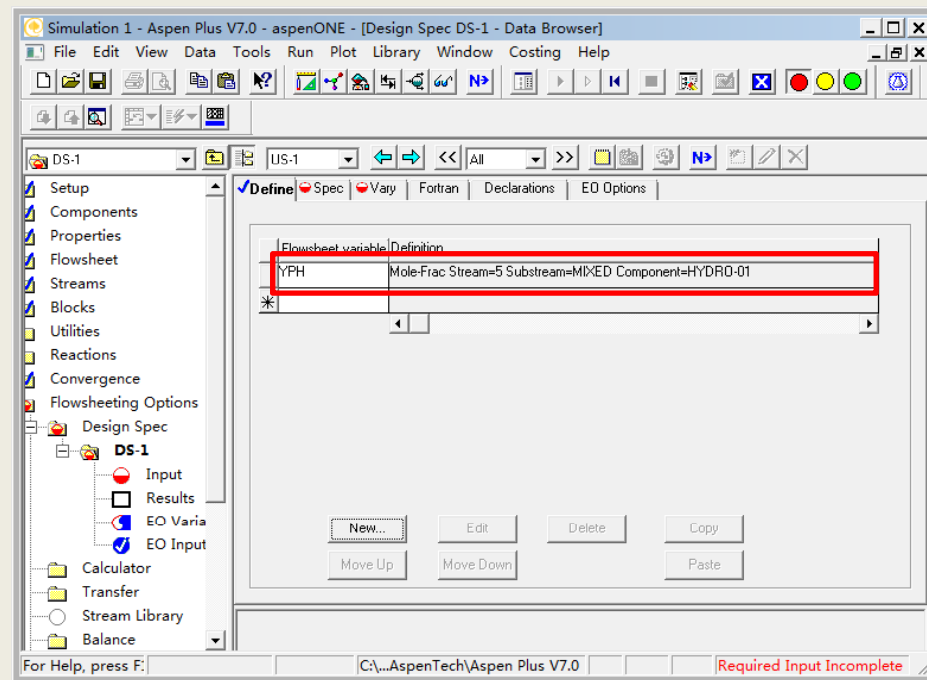 Simulation 1 - Aspen Plus V7.0 - aspenONE - [Design Spec DS-1 - Data Browser]
File Edit View Data Tools Run Plot Library Window Costing Help
N>
DS-1 US-1 << All >> N>
Setup
Components
Properties
Flowsheet
Streams
Blocks
Utilities
Reactions
Convergence
Flowsheeting Options
Design Spec
DS-1
Input
Results
EO Varia
EO Input
Calculator
Transfer
Stream Library
Balance
Define Spec Vary Fortran Declarations EO Options
Flowsheet variable Definition
YPH Mole-Frac Stream=5 Substream=MIXED Component=HYDRO-01
New... Edit Delete Copy
Move Up Move Down Paste
For Help, press F: C:\...AspenTech\Aspen Plus V7.0 Required Input Incomplete